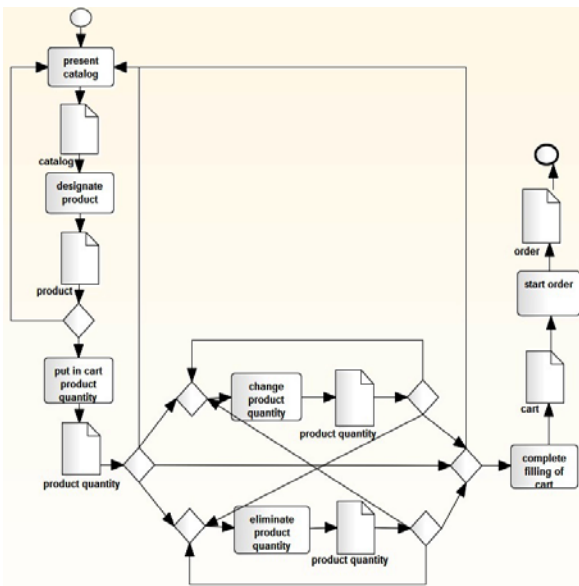 present
catalog
catalog
designate
product
product
put in cart
product
quantity
product quantity
change
product
quantity
product quantity
eliminate
product
quantity
product quantity
complete
filling of
cart
cart
start order
order